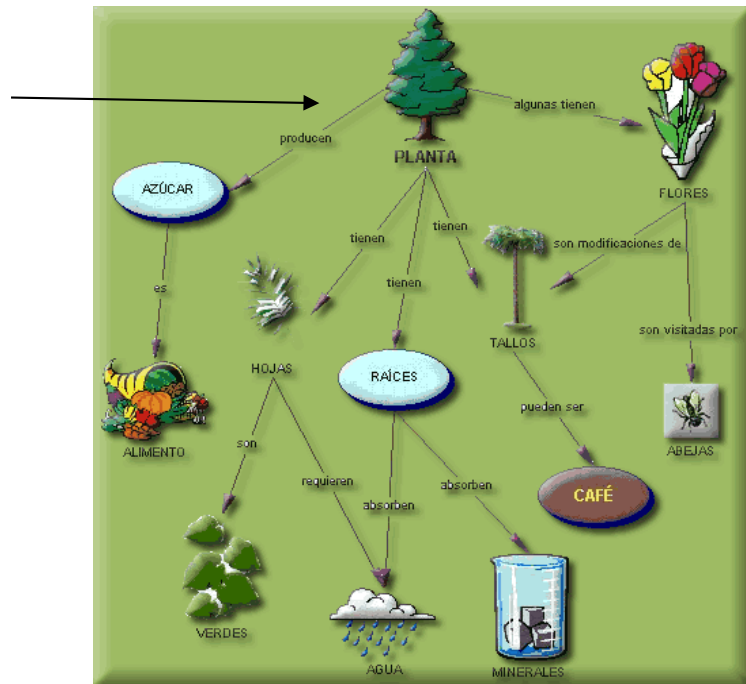 algunas tienen
producen
PLANTA
AZÚCAR
FLORES
tienen
tienen
son modificaciones de
tienen
es
son visitadas por
TALLOS
HOJAS
RAÍCES
pueden ser
son
ALIMENTO
ABEJAS
requieren
absorben
absorben
CAFÉ
VERDES
AGUA
MINERALES